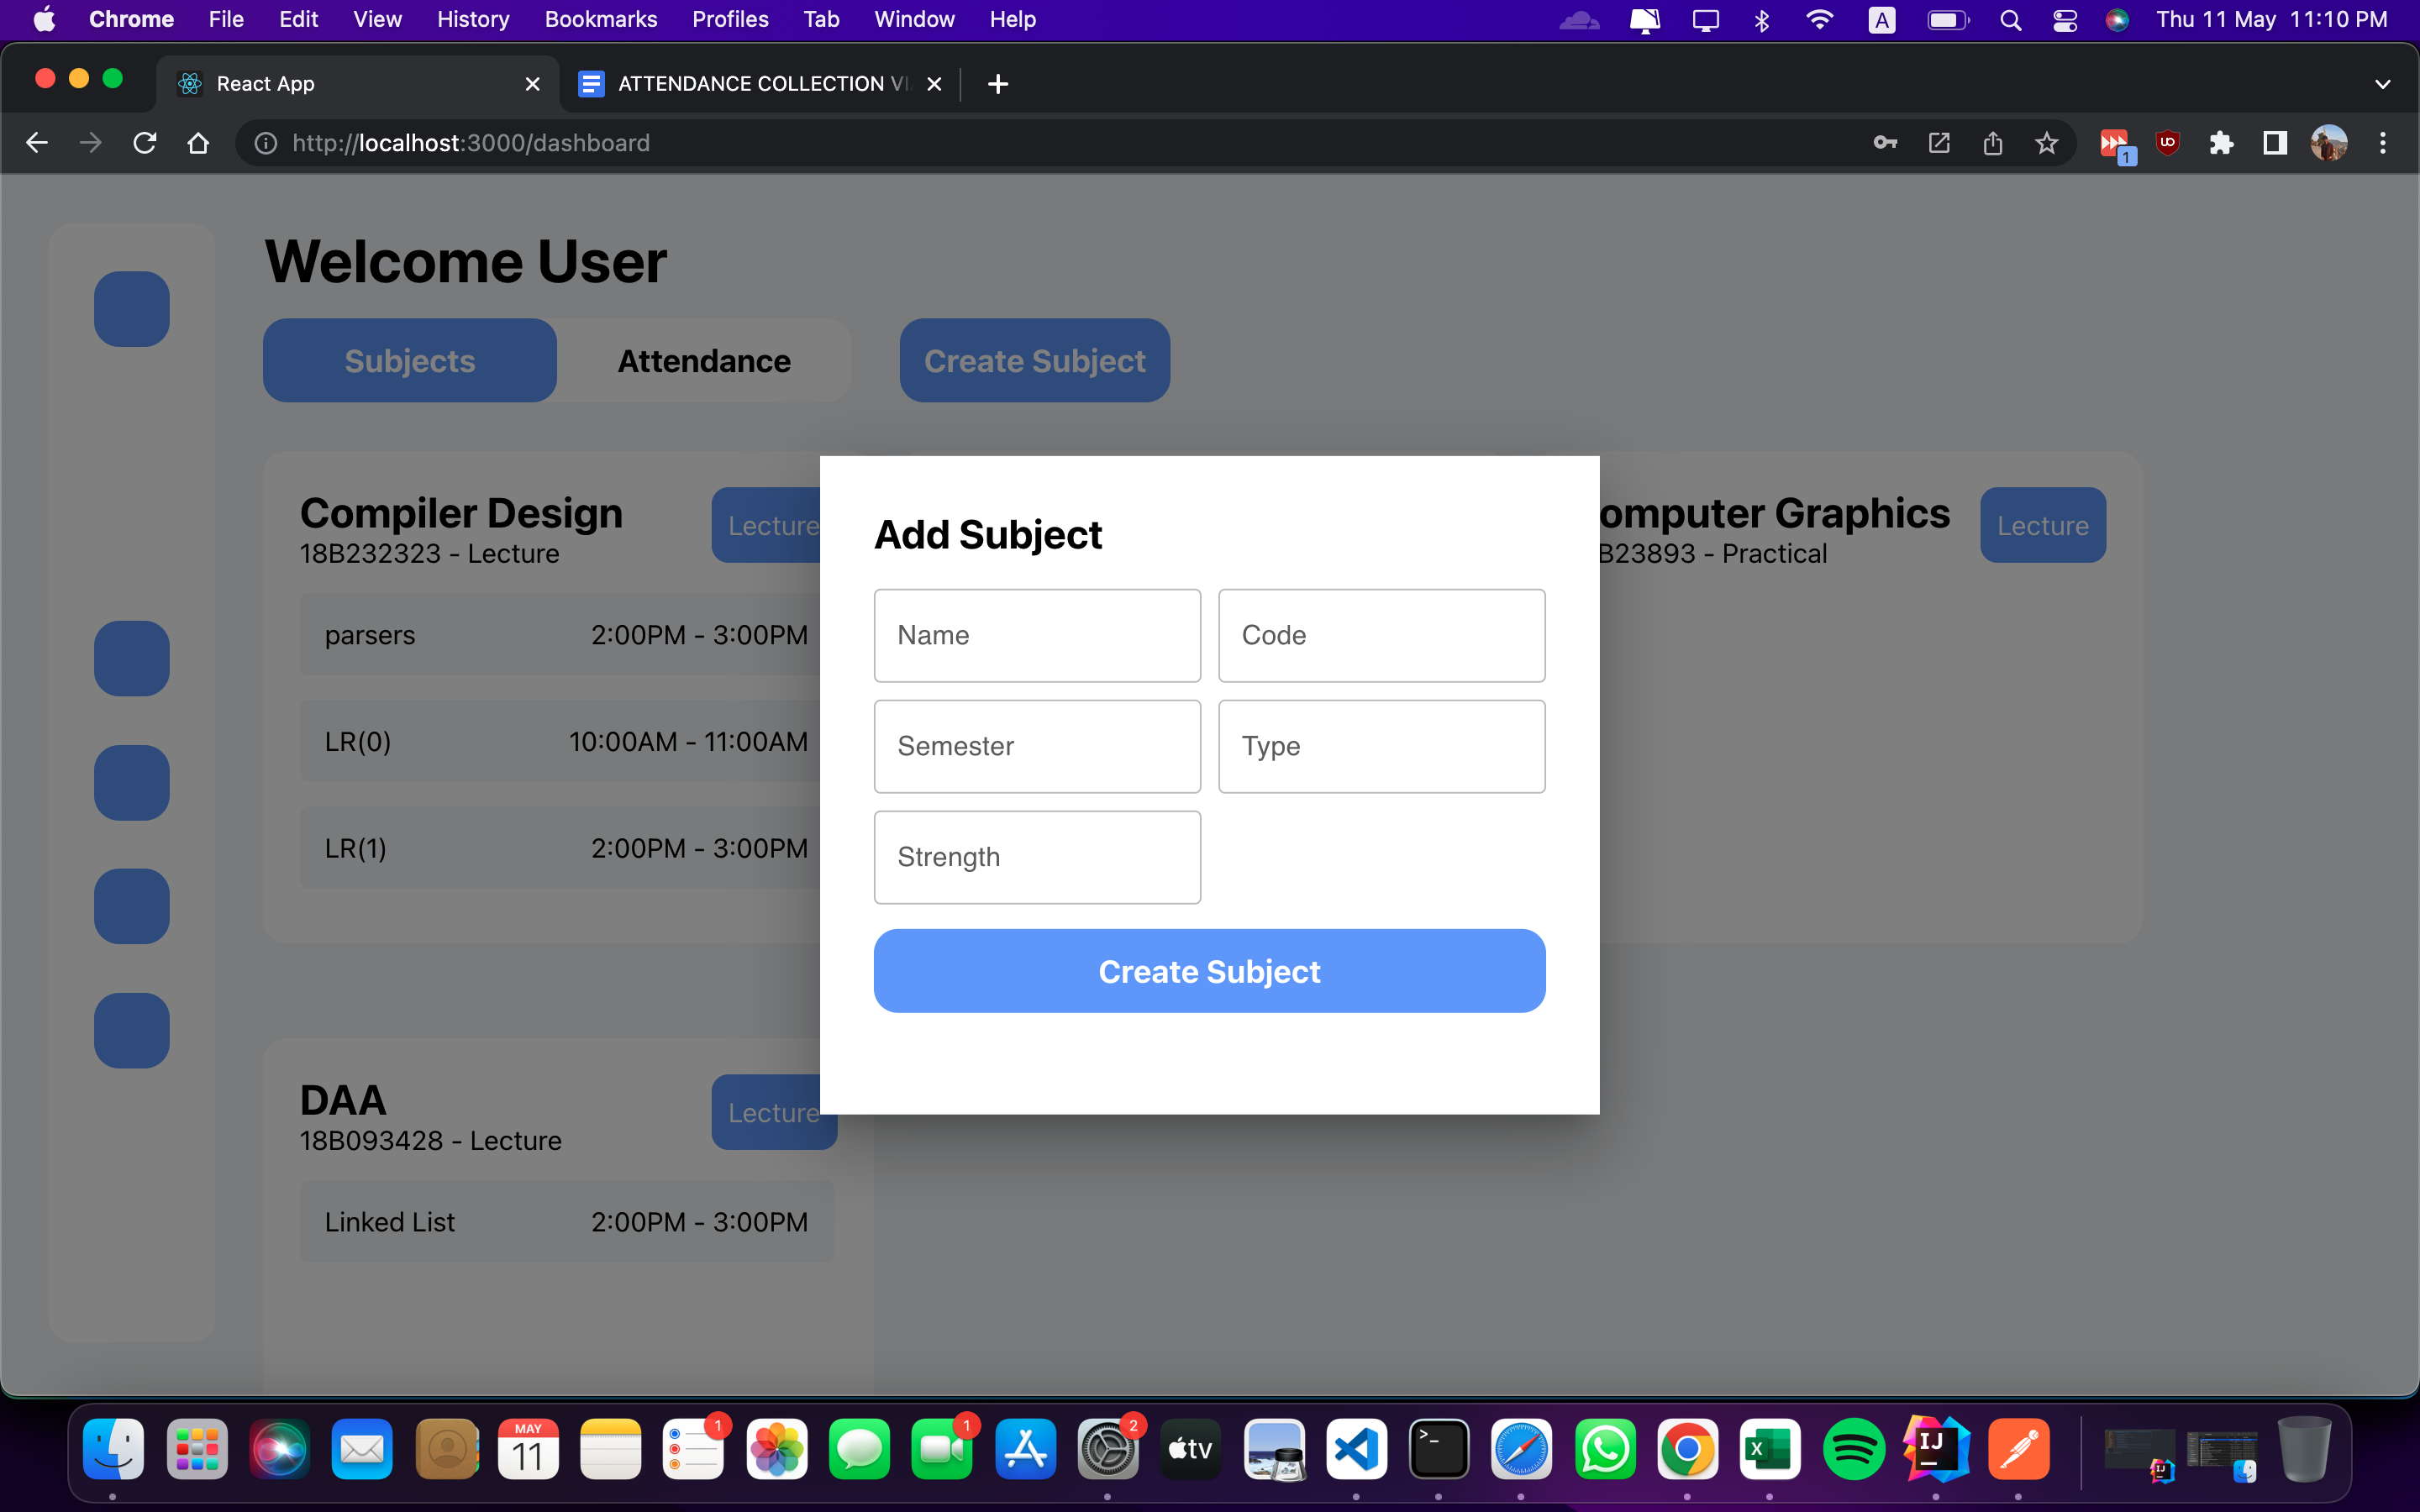 Chrome File Edit View History Bookmarks Profiles Tab Window Help A Thu 11 May 11:10 PM
React App ATTENDANCE COLLECTION
http://localhost:3000/dashboard 1
Welcome User
Subjects Attendance Create Subject
Compiler Design Lecture
18B232323 - Lecture
parsers 2:00PM - 3:00PM
LR(0) 10:00AM - 11:00AM
LR(1) 2:00PM - 3:00PM
omputer Graphics Lecture
B23893 - Practical
Add Subject
Name Code
Semester Type
Strength
Create Subject
DAA Lecture
18B093428 - Lecture
Linked List 2:00PM - 3:00PM
MAY
11
1
1
2
tv
>_
X
IJ